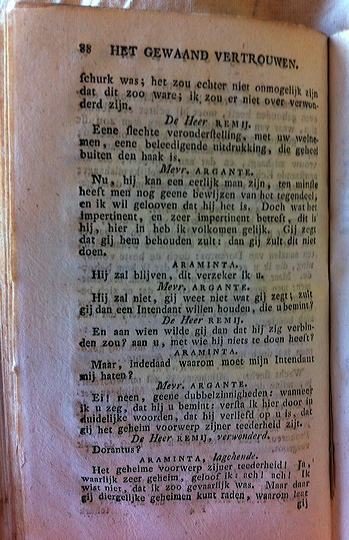 88 HET GEWAAND VERTROUWEN.
schurk was; het zou echter niet onmogelijk zijn
dat dit zoo ware; ik zou er niet over verwon-
derd zijn.
De Heer REMIJ.
Eene slechte veronderstelling, met uw welne-
men, eene beleedigende uitdrukking, die geheel
buiten den haak is.
Mevr. ARGANTE.
Nu, hij kan een eerlijk man zijn, ten minste
heeft men nog geene bewijzen van het tegendeel;
en ik wil gelooven dat hij het is. Doch wat het
impertinent, en zeer impertinent betreft, dit is
hij, hier in heb ik volkomen gelijk. Gij zegt
dat gij hem behouden zult: dan gij zult dit niet
doen.
ARAMINTA.
Hij zal blijven, dit verzeker ik u.
Mevr. ARGANTE.
Hij zal niet, gij weet niet wat gij zegt; zult
gij dan een Intendant willen houden, die u bemint?
De Heer REMIJ.
En aan wien wilde gij dan dat hij zig verbin-
den zou? aan u, met wie hij niets te doen heeft?
ARAMINTA.
Maar, indedaad waarom moet mijn Intendant
mij haten?
Mevr. ARGANTE.
Ei! neen, geene dubbelzinnigheden: wanneer
ik u zeg, dat hij u bemint: versta ik hier door in
duidelijke woorden, dat hij verliefd op u is, dat
gij het geheim voorwerp zijner teederheid zijt.
De Heer REMIJ, verwonderd.
Dorantus?
ARAMINTA, lagchende.
Het geheime voorwerp zijner teederheid! Ja,
waarlijk zeer geheim, geloof ik: ach! ach! Ik
wist niet, dat ik zoo gevaarlijk was. Maar daar
gij diergelijke geheimen kunt raden, waarom
gij